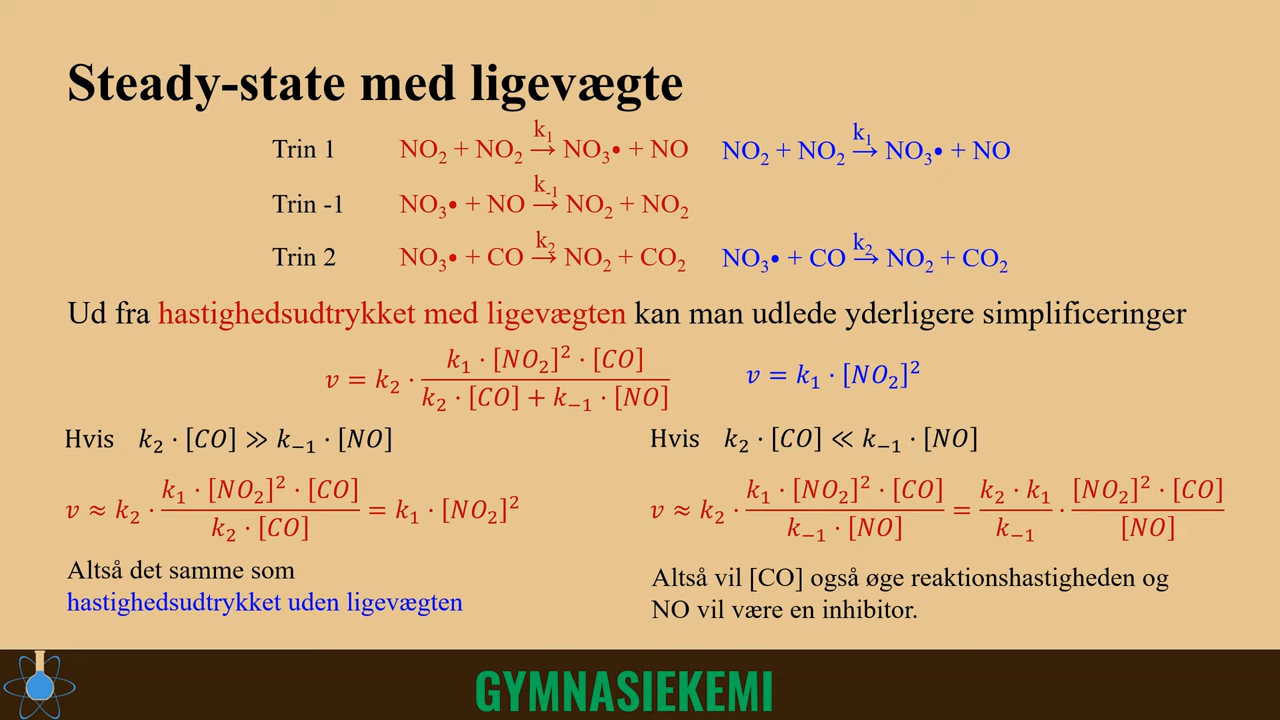 Steady-state med ligevægte
Trin 1 NO₂ + NO₂ →(k₁) NO₃• + NO NO₂ + NO₂ →(k₁) NO₃• + NO
Trin -1 NO₃• + NO →(k₋₁) NO₂ + NO₂
Trin 2 NO₃• + CO →(k₂) NO₂ + CO₂ NO₃• + CO →(k₂) NO₂ + CO₂
Ud fra hastighedsudtrykket med ligevægten kan man udlede yderligere simplificeringer
v = k₂ · (k₁ · [NO₂]² · [CO]) / (k₂ · [CO] + k₋₁ · [NO]) v = k₁ · [NO₂]²
Hvis k₂ · [CO] ≫ k₋₁ · [NO]
v ≈ k₂ · (k₁ · [NO₂]² · [CO]) / (k₂ · [CO]) = k₁ · [NO₂]²
Altså det samme som
hastighedsudtrykket uden ligevægten
Hvis k₂ · [CO] ≪ k₋₁ · [NO]
v ≈ k₂ · (k₁ · [NO₂]² · [CO]) / (k₋₁ · [NO]) = (k₂ · k₁) / k₋₁ · ([NO₂]² · [CO]) / [NO]
Altså vil [CO] også øge reaktionshastigheden og
NO vil være en inhibitor.
GYMNASIEKEMI